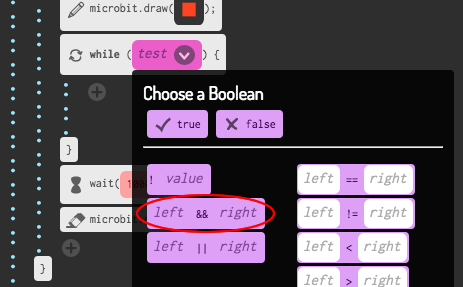 microbit.draw( );
while ( test ) {
Choose a Boolean
true false
}
wait(
! value left == right
left && right left != right
microbit
left || right left < right
}
left > right